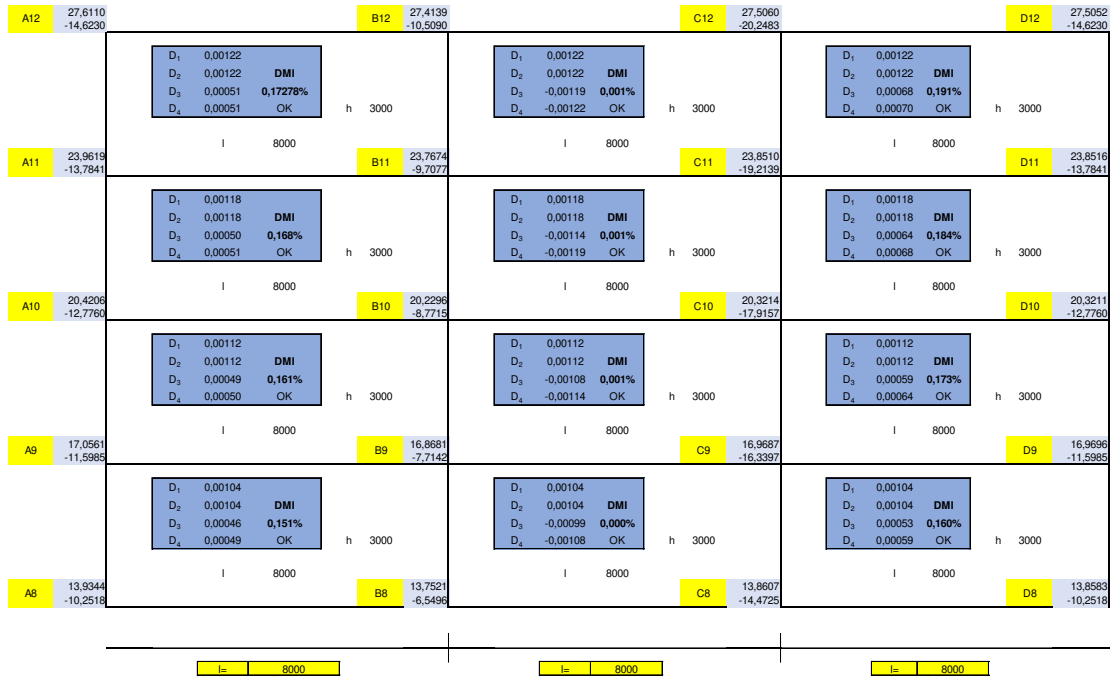 A12 27,6110 B12 27,4139 C12 27,5060 D12 27,5052
-14,6230 -10,5090 -20,2483 -14,6230
D₁ 0,00122 D₁ 0,00122 D₁ 0,00122
D₂ 0,00122 DMI D₂ 0,00122 DMI D₂ 0,00122 DMI
D₃ 0,00051 0,17278% D₃ -0,00119 0,001% D₃ 0,00068 0,191%
D₄ 0,00051 OK h 3000 D₄ -0,00122 OK h 3000 D₄ 0,00070 OK h 3000
l 8000 l 8000 l 8000
A11 23,9619 B11 23,7674 C11 23,8510 D11 23,8516
-13,7841 -9,7077 -19,2139 -13,7841
D₁ 0,00118 D₁ 0,00118 D₁ 0,00118
D₂ 0,00118 DMI D₂ 0,00118 DMI D₂ 0,00118 DMI
D₃ 0,00050 0,168% D₃ -0,00114 0,001% D₃ 0,00064 0,184%
D₄ 0,00051 OK h 3000 D₄ -0,00119 OK h 3000 D₄ 0,00068 OK h 3000
l 8000 l 8000 l 8000
A10 20,4206 B10 20,2296 C10 20,3214 D10 20,3211
-12,7760 -8,7715 -17,9157 -12,7760
D₁ 0,00112 D₁ 0,00112 D₁ 0,00112
D₂ 0,00112 DMI D₂ 0,00112 DMI D₂ 0,00112 DMI
D₃ 0,00049 0,161% D₃ -0,00108 0,001% D₃ 0,00059 0,173%
D₄ 0,00050 OK h 3000 D₄ -0,00114 OK h 3000 D₄ 0,00064 OK h 3000
l 8000 l 8000 l 8000
A9 17,0561 B9 16,8681 C9 16,9687 D9 16,9696
-11,5985 -7,7142 -16,3397 -11,5985
D₁ 0,00104 D₁ 0,00104 D₁ 0,00104
D₂ 0,00104 DMI D₂ 0,00104 DMI D₂ 0,00104 DMI
D₃ 0,00046 0,151% D₃ -0,00099 0,000% D₃ 0,00053 0,160%
D₄ 0,00049 OK h 3000 D₄ -0,00108 OK h 3000 D₄ 0,00059 OK h 3000
l 8000 l 8000 l 8000
A8 13,9344 B8 13,7521 C8 13,8607 D8 13,8583
-10,2518 -6,5496 -14,4725 -10,2518
l= 8000 l= 8000 l= 8000